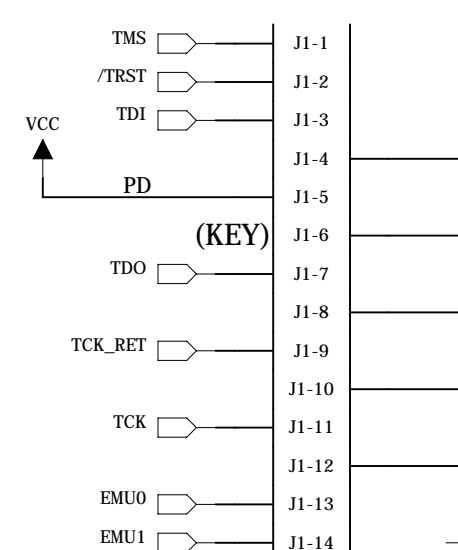 TMS J1-1
/TRST J1-2
TDI J1-3
VCC
J1-4
PD J1-5
(KEY) J1-6
TDO J1-7
J1-8
TCK_RET J1-9
J1-10
TCK J1-11
J1-12
EMU0 J1-13
EMU1 J1-14